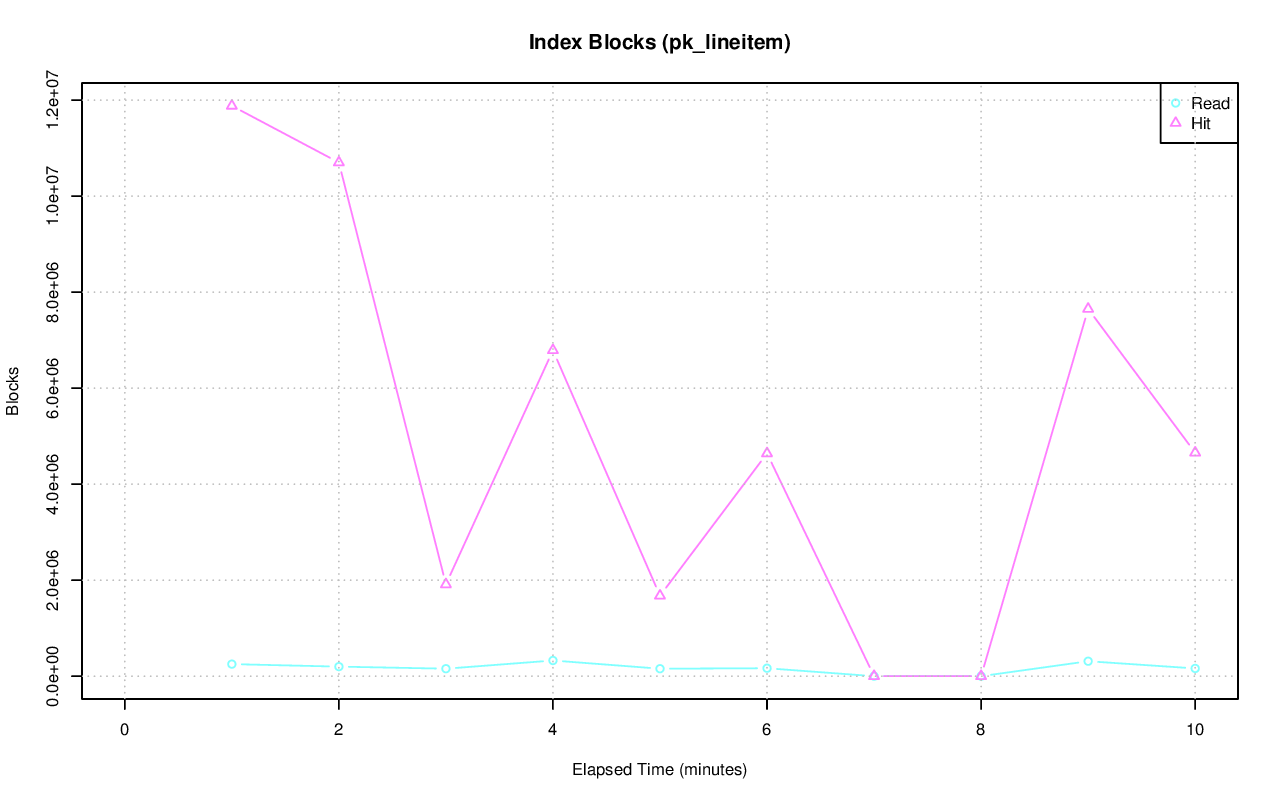 Index Blocks (pk_lineitem)
Read
Hit
1.2e+07
1.0e+07
8.0e+06
6.0e+06
4.0e+06
2.0e+06
0.0e+00
Blocks
0 2 4 6 8 10
Elapsed Time (minutes)